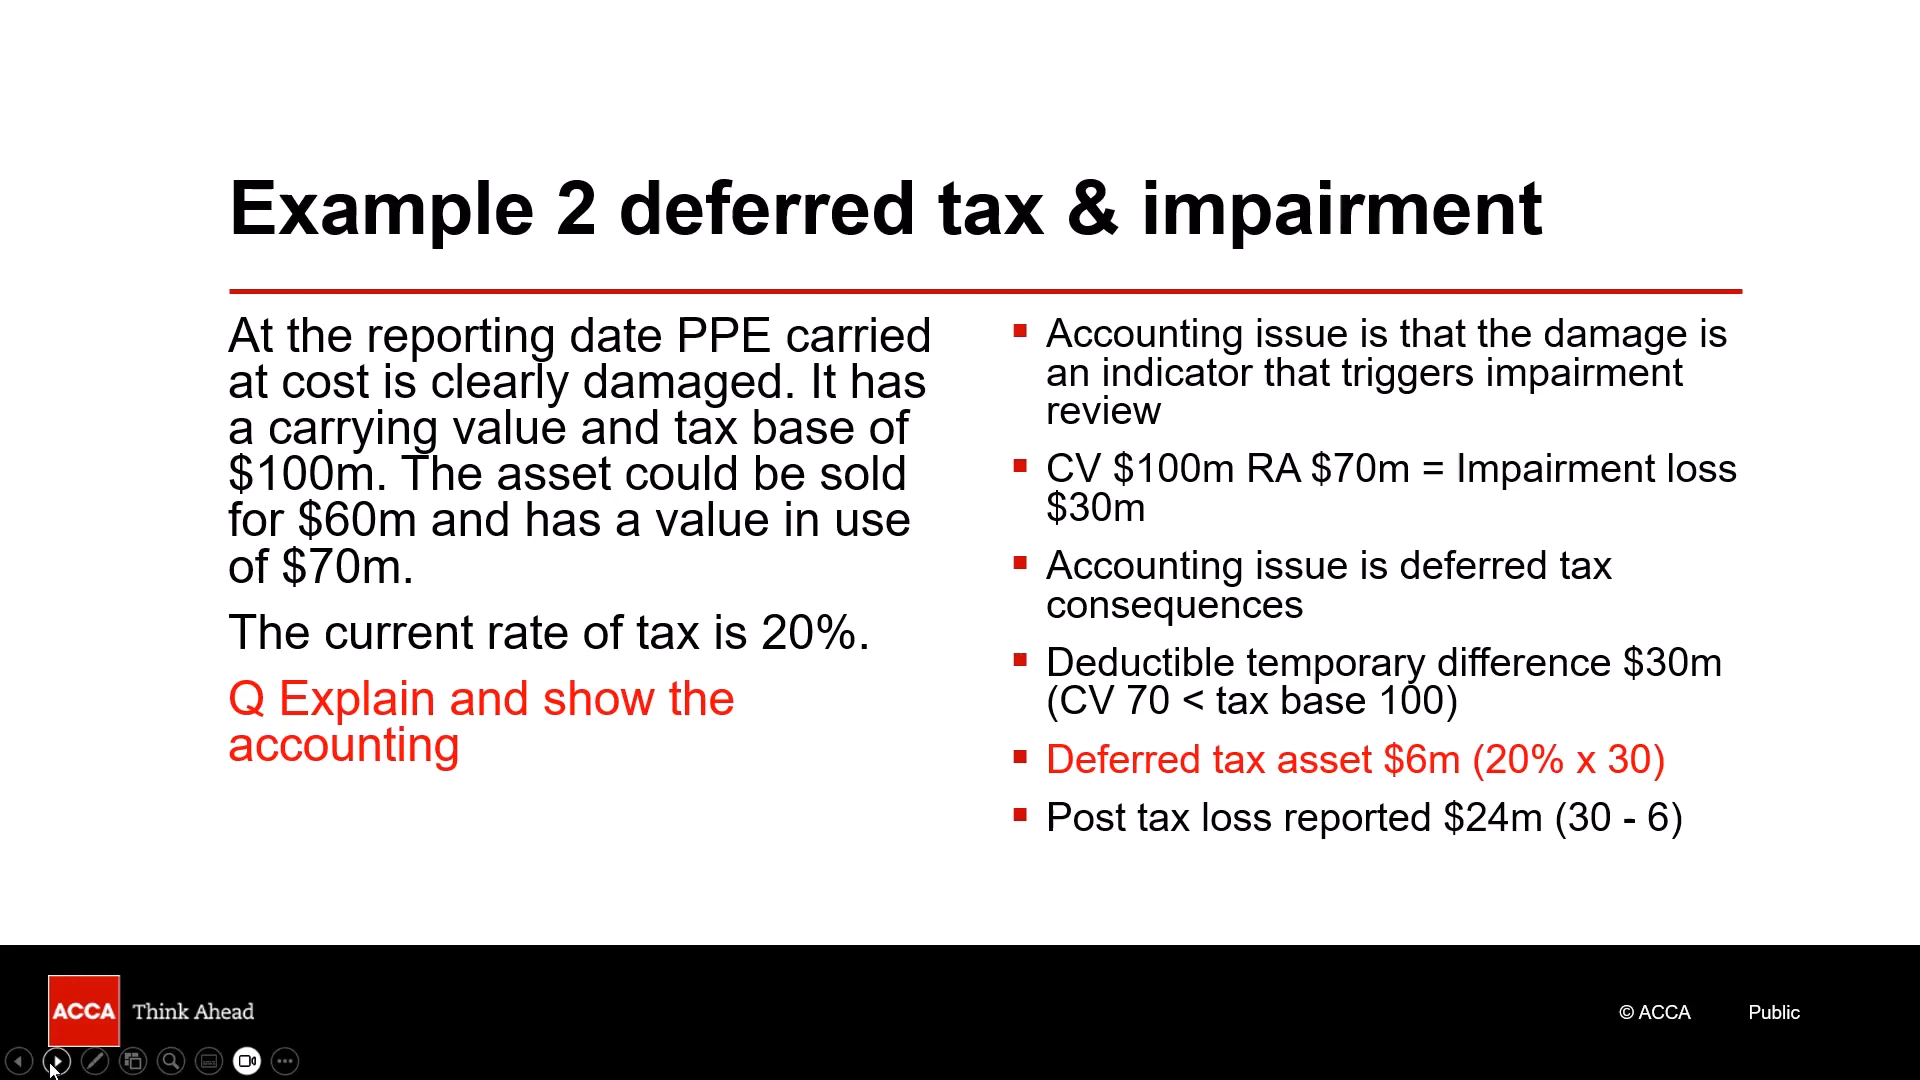 Example 2 deferred tax & impairment
At the reporting date PPE carried
at cost is clearly damaged. It has
a carrying value and tax base of
$100m. The asset could be sold
for $60m and has a value in use
of $70m.
The current rate of tax is 20%.
Q Explain and show the
accounting
Accounting issue is that the damage is
an indicator that triggers impairment
review
CV $100m RA $70m = Impairment loss
$30m
Accounting issue is deferred tax
consequences
Deductible temporary difference $30m
(CV 70 < tax base 100)
Deferred tax asset $6m (20% x 30)
Post tax loss reported $24m (30 - 6)
ACCA Think Ahead
© ACCA Public